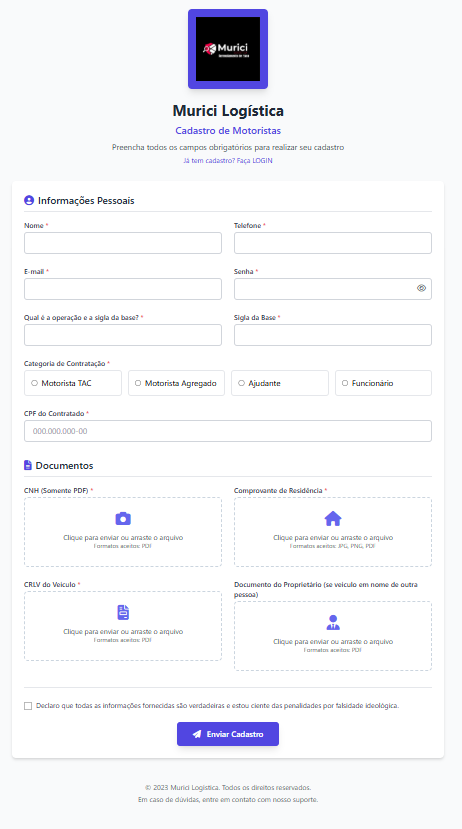 Murici
Arrendamento de Taxa
Murici Logística
Cadastro de Motoristas
Preencha todos os campos obrigatórios para realizar seu cadastro
Já tem cadastro? Faça LOGIN
Informações Pessoais
Nome *
Telefone *
E-mail *
Senha *
Qual é a operação e a sigla da base? *
Sigla da Base *
Categoria de Contratação *
Motorista TAC
Motorista Agregado
Ajudante
Funcionário
CPF do Contratado *
000.000.000-00
Documentos
CNH (Somente PDF) *
Comprovante de Residência *
Clique para enviar ou arraste o arquivo
Formatos aceitos: PDF
Clique para enviar ou arraste o arquivo
Formatos aceitos: JPG, PNG, PDF
CRLV do Veículo *
Documento do Proprietário (se veículo em nome de outra
pessoa)
Clique para enviar ou arraste o arquivo
Formatos aceitos: PDF
Clique para enviar ou arraste o arquivo
Formatos aceitos: PDF
Declaro que todas as informações fornecidas são verdadeiras e estou ciente das penalidades por falsidade ideológica.
Enviar Cadastro
© 2023 Murici Logística. Todos os direitos reservados.
Em caso de dúvidas, entre em contato com nosso suporte.